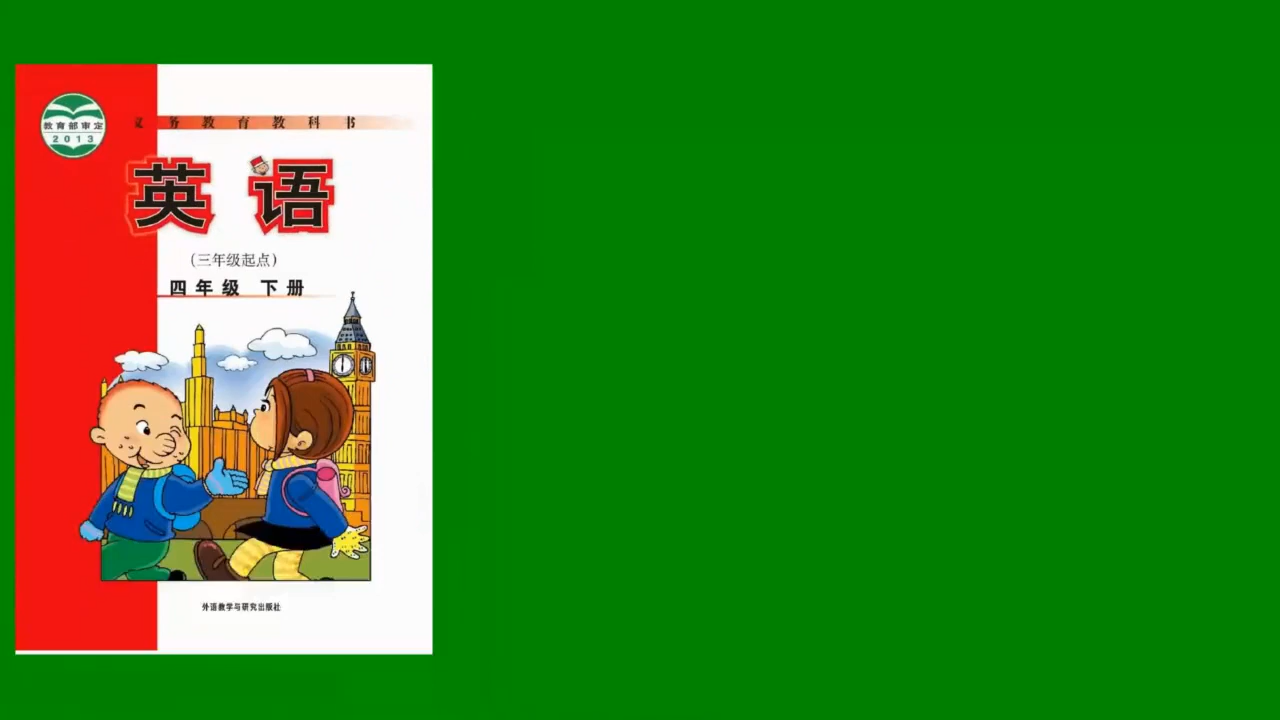 教育部审定
2013
义务教育教科书
英语
（三年级起点）
四年级 下册
外语教学与研究出版社